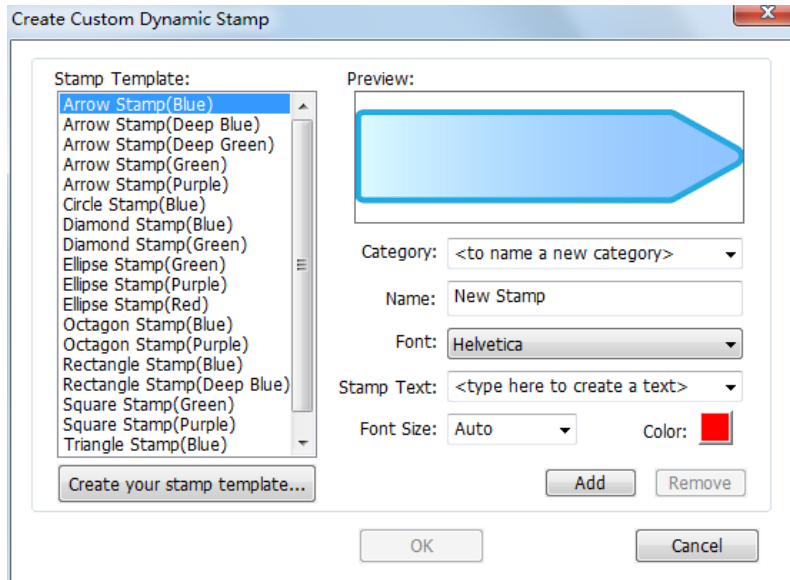 Create Custom Dynamic Stamp
Stamp Template:
Arrow Stamp(Blue)
Arrow Stamp(Deep Blue)
Arrow Stamp(Deep Green)
Arrow Stamp(Green)
Arrow Stamp(Purple)
Circle Stamp(Blue)
Diamond Stamp(Blue)
Diamond Stamp(Green)
Ellipse Stamp(Green)
Ellipse Stamp(Purple)
Ellipse Stamp(Red)
Octagon Stamp(Blue)
Octagon Stamp(Purple)
Rectangle Stamp(Blue)
Rectangle Stamp(Deep Blue)
Square Stamp(Green)
Square Stamp(Purple)
Triangle Stamp(Blue)
Create your stamp template...
Preview:
Category: <to name a new category>
Name: New Stamp
Font: Helvetica
Stamp Text: <type here to create a text>
Font Size: Auto Color:
Add Remove
OK Cancel